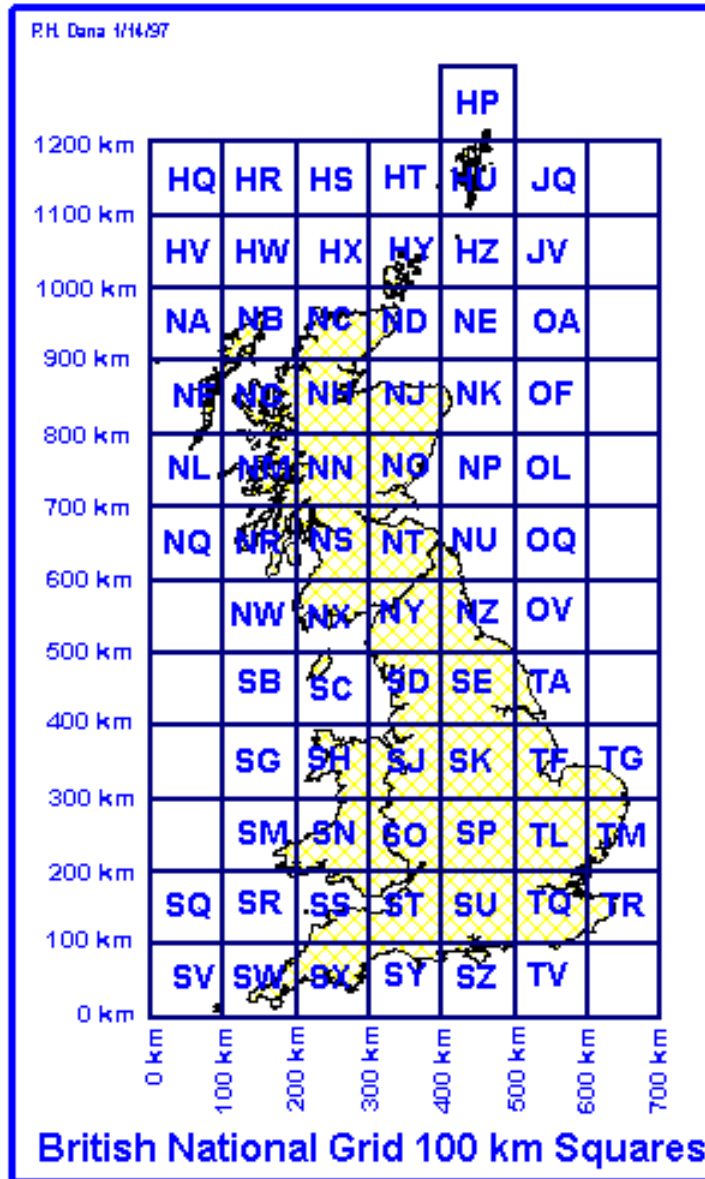 P.H. Dana 1/14/97
HP
1200 km
HQ HR HS HT HU JQ
1100 km
HV HW HX HY HZ JV
1000 km
NA NB NC ND NE OA
900 km
NF NG NH NJ NK OF
800 km
NL NM NN NO NP OL
700 km
NQ NR NS NT NU OQ
600 km
NW NX NY NZ OV
500 km
SB SC SD SE TA
400 km
SG SH SJ SK TF TG
300 km
SM SN SO SP TL TM
200 km
SQ SR SS ST SU TQ TR
100 km
SV SW SX SY SZ TV
0 km
0 km 100 km 200 km 300 km 400 km 500 km 600 km 700 km
British National Grid 100 km Squares